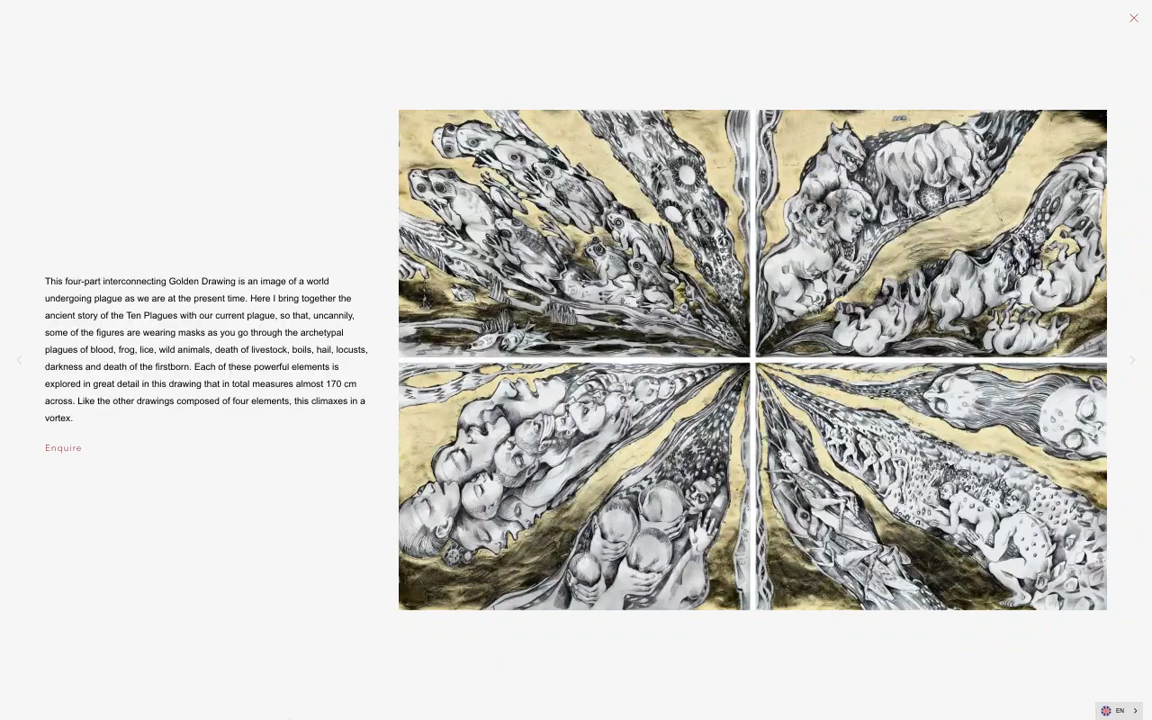 This four-part interconnecting Golden Drawing is an image of a world
undergoing plague as we are at the present time. Here I bring together the
ancient story of the Ten Plagues with our current plague, so that, uncannily,
some of the figures are wearing masks as you go through the archetypal
plagues of blood, frog, lice, wild animals, death of livestock, boils, hail, locusts,
darkness and death of the firstborn. Each of these powerful elements is
explored in great detail in this drawing that in total measures almost 170 cm
across. Like the other drawings composed of four elements, this climaxes in a
vortex.
Enquire
EN